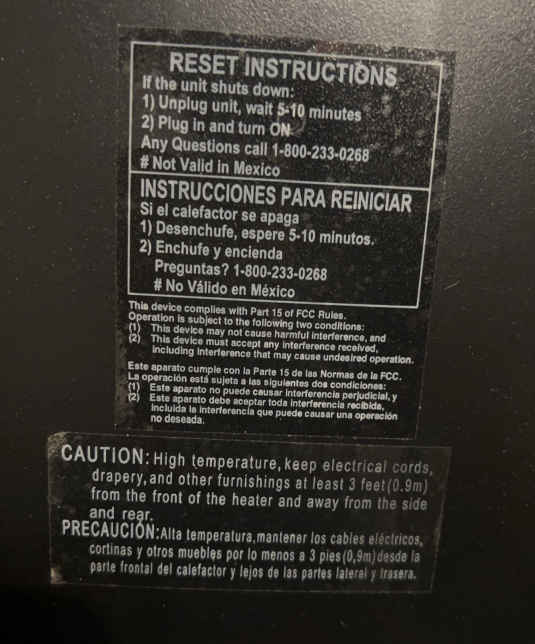 RESET INSTRUCTIONS
If the unit shuts down:
1) Unplug unit, wait 5-10 minutes
2) Plug in and turn ON
Any Questions call 1-800-233-0268
# Not Valid in Mexico
INSTRUCCIONES PARA REINICIAR
Si el calefactor se apaga
1) Desenchufe, espere 5-10 minutos.
2) Enchufe y encienda
Preguntas? 1-800-233-0268
# No Válido en México
This device complies with Part 15 of FCC Rules.
Operation is subject to the following two conditions:
(1) This device may not cause harmful interference, and
(2) This device must accept any interference received,
including interference that may cause undesired operation.
Este aparato cumple con la Parte 15 de las Normas de la FCC.
La operación está sujeta a las siguientes dos condiciones:
(1) Este aparato no puede causar interferencia perjudicial, y
(2) Este aparato debe aceptar toda interferencia recibida,
incluida la interferencia que puede causar una operación
no deseada.
CAUTION: High temperature, keep electrical cords,
drapery, and other furnishings at least 3 feet (0.9m)
from the front of the heater and away from the side
and rear.
PRECAUCIÓN: Alta temperatura, mantener los cables eléctricos,
cortinas y otros muebles por lo menos a 3 pies (0,9m) desde la
parte frontal del calefactor y lejos de las partes lateral y trasera.